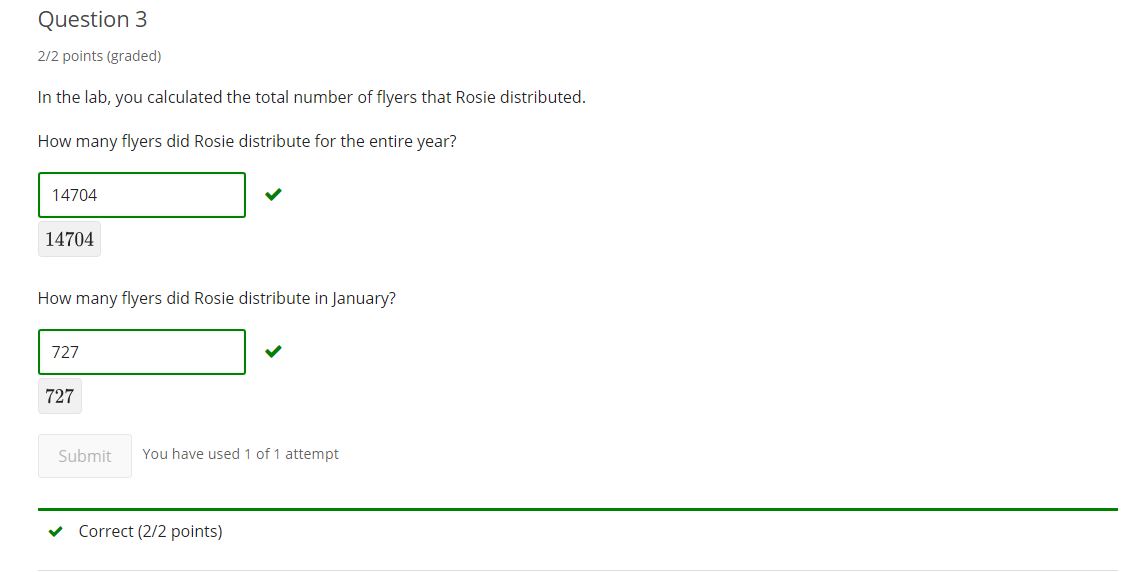 Question 3
2/2 points (graded)
In the lab, you calculated the total number of flyers that Rosie distributed.
How many flyers did Rosie distribute for the entire year?
14704
14704
How many flyers did Rosie distribute in January?
727
727
Submit You have used 1 of 1 attempt
Correct (2/2 points)